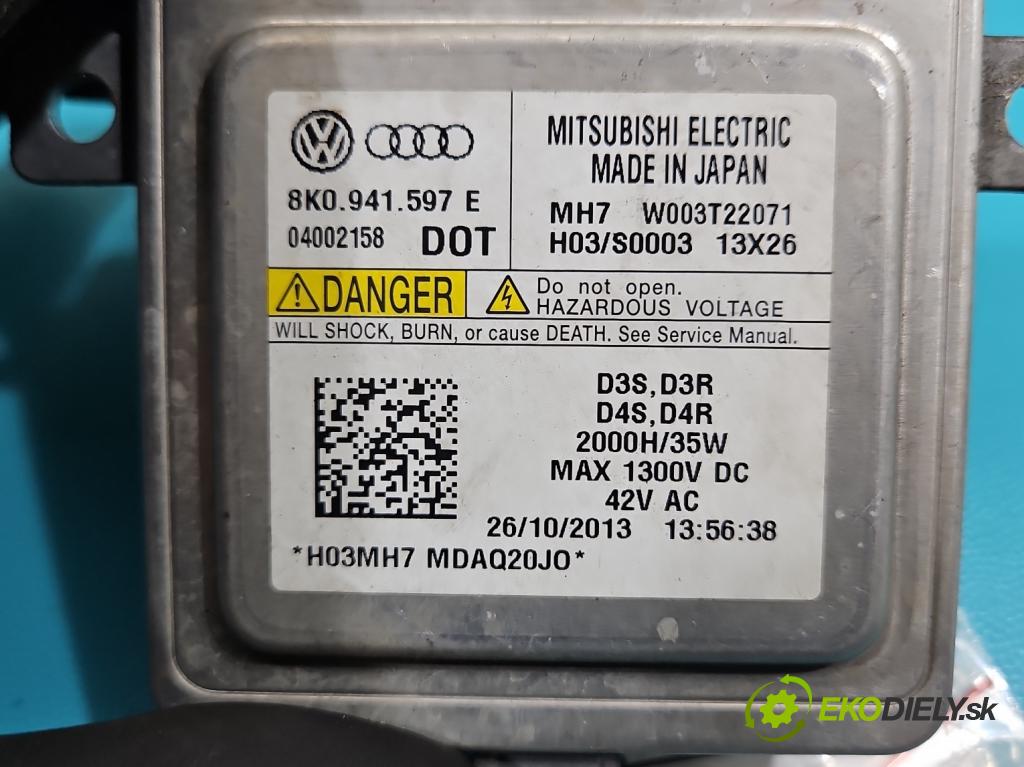 VW
8K0.941.597 E
04002158 DOT
MITSUBISHI ELECTRIC
MADE IN JAPAN
MH7 W003T22071
H03/S0003 13X26
DANGER
Do not open.
HAZARDOUS VOLTAGE
WILL SHOCK, BURN, or cause DEATH. See Service Manual.
D3S,D3R
D4S,D4R
2000H/35W
MAX 1300V DC
42V AC
26/10/2013 13:56:38
*H03MH7 MDAQ20J0*
EKODIELY.sk